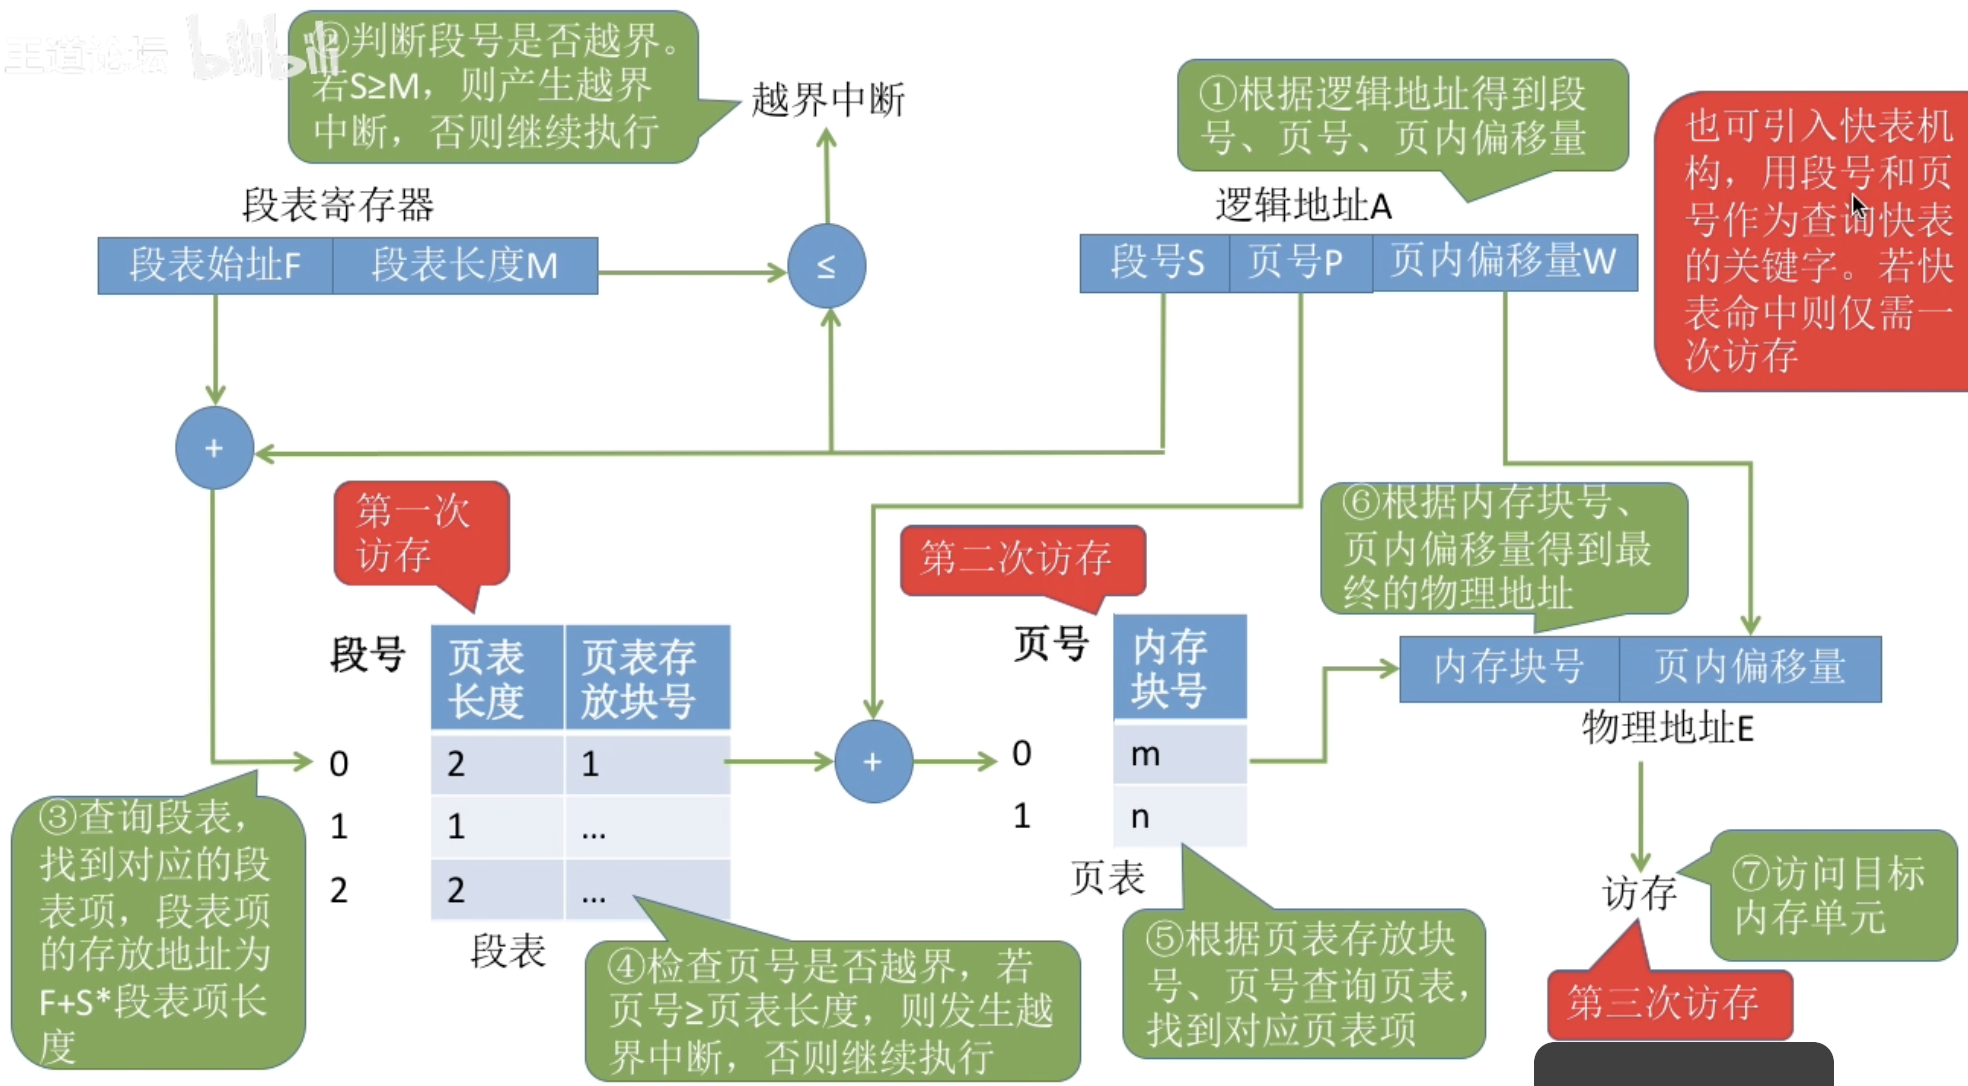 王道论坛 bilibili
②判断段号是否越界。
若S≥M，则产生越界
中断，否则继续执行
越界中断
①根据逻辑地址得到段
号、页号、页内偏移量
也可引入快表机
构，用段号和页
号作为查询快表
的关键字。若快
表命中则仅需一
次访存
段表寄存器
段表始址F 段表长度M
≤
逻辑地址A
段号S 页号P 页内偏移量W
+
第一次
访存
第二次访存
⑥根据内存块号、
页内偏移量得到最
终的物理地址
段号 页表长度 页表存放块号
0 2 1
1 1 ...
2 2 ...
段表
+
页号 内存块号
0 m
1 n
页表
内存块号 页内偏移量
物理地址E
③查询段表，
找到对应的段
表项，段表项
的存放地址为
F+S*段表项长
度
④检查页号是否越界，若
页号≥页表长度，则发生越
界中断，否则继续执行
⑤根据页表存放块
号、页号查询页表，
找到对应页表项
访存
⑦访问目标
内存单元
第三次访存